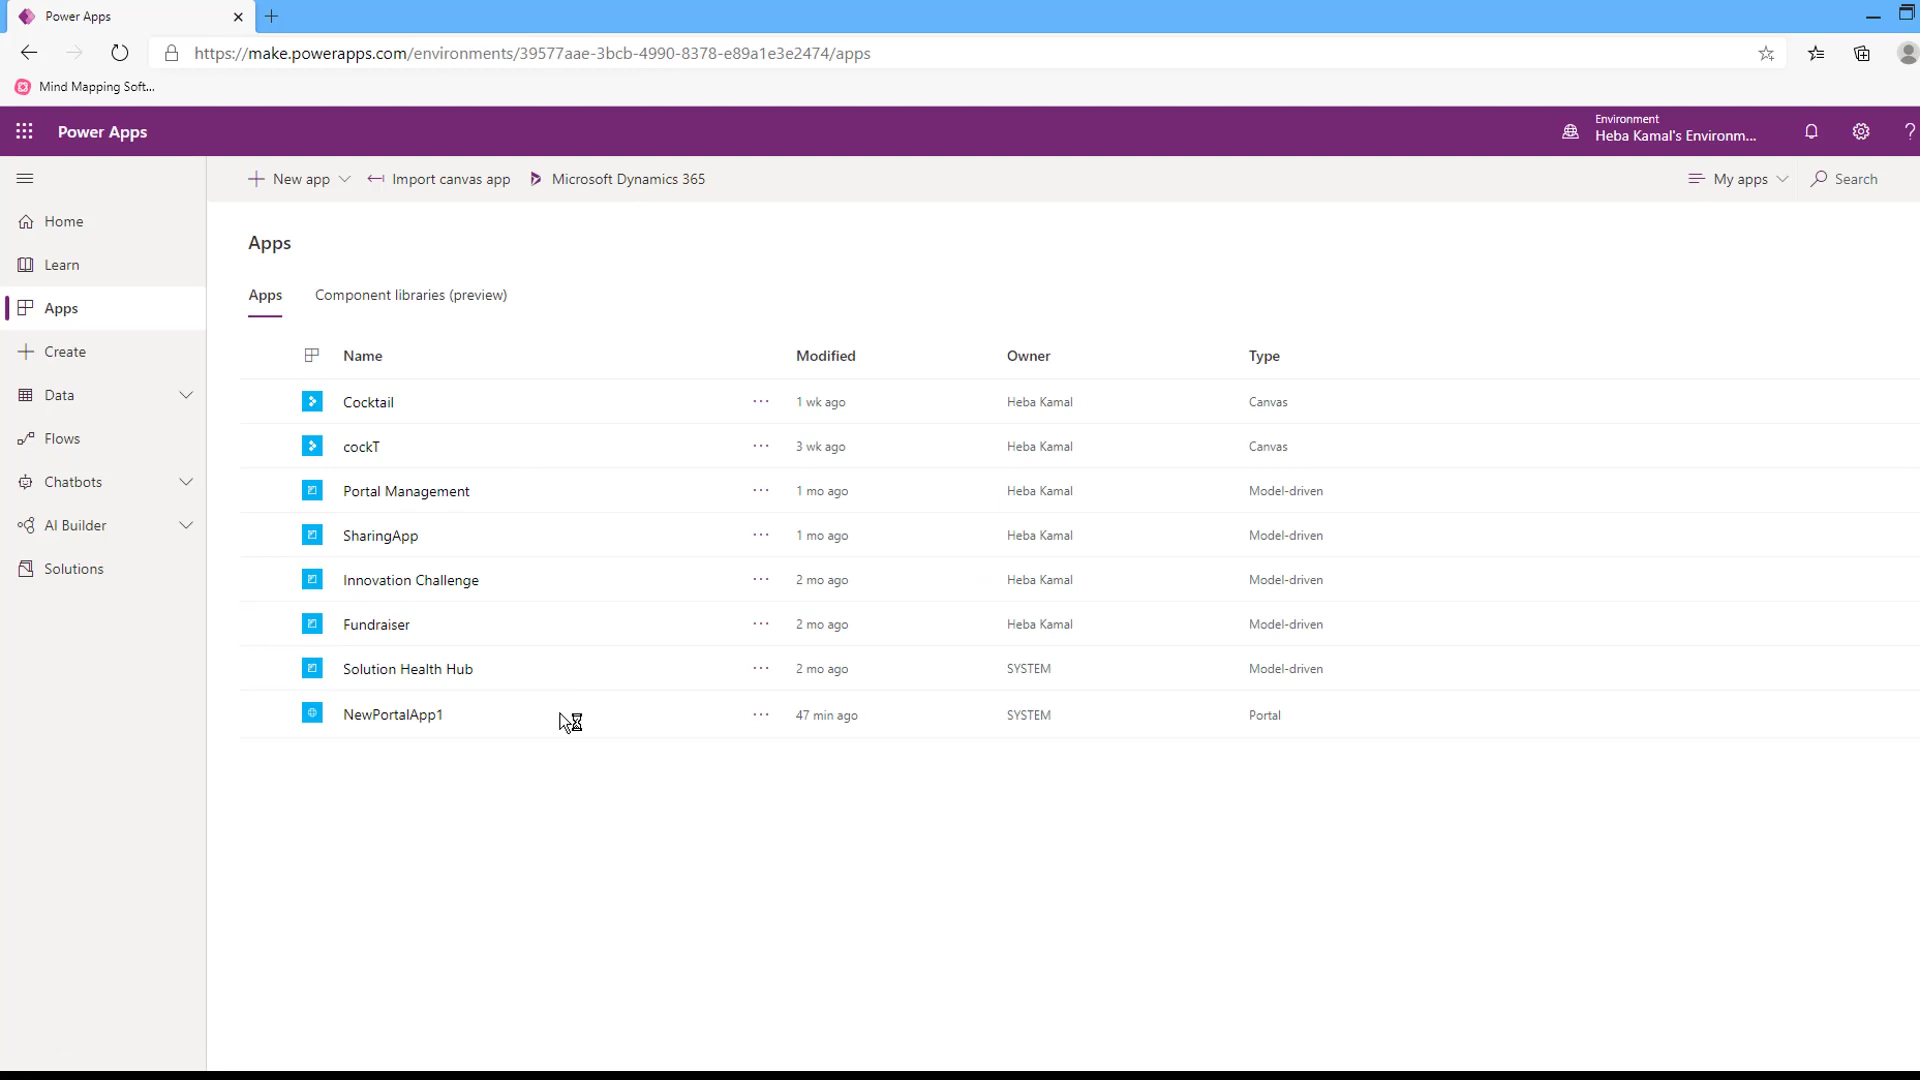 Power Apps
https://make.powerapps.com/environments/39577aae-3bcb-4990-8378-e89a1e3e2474/apps
Mind Mapping Soft...
Power Apps
Environment
Heba Kamal's Environm...
?
New app
Import canvas app
Microsoft Dynamics 365
My apps
Search
Home
Learn
Apps
Create
Data
Flows
Chatbots
AI Builder
Solutions
Apps
Apps Component libraries (preview)
Name Modified Owner Type
Cocktail ... 1 wk ago Heba Kamal Canvas
cockT ... 3 wk ago Heba Kamal Canvas
Portal Management ... 1 mo ago Heba Kamal Model-driven
SharingApp ... 1 mo ago Heba Kamal Model-driven
Innovation Challenge ... 2 mo ago Heba Kamal Model-driven
Fundraiser ... 2 mo ago Heba Kamal Model-driven
Solution Health Hub ... 2 mo ago SYSTEM Model-driven
NewPortalApp1 ... 47 min ago SYSTEM Portal